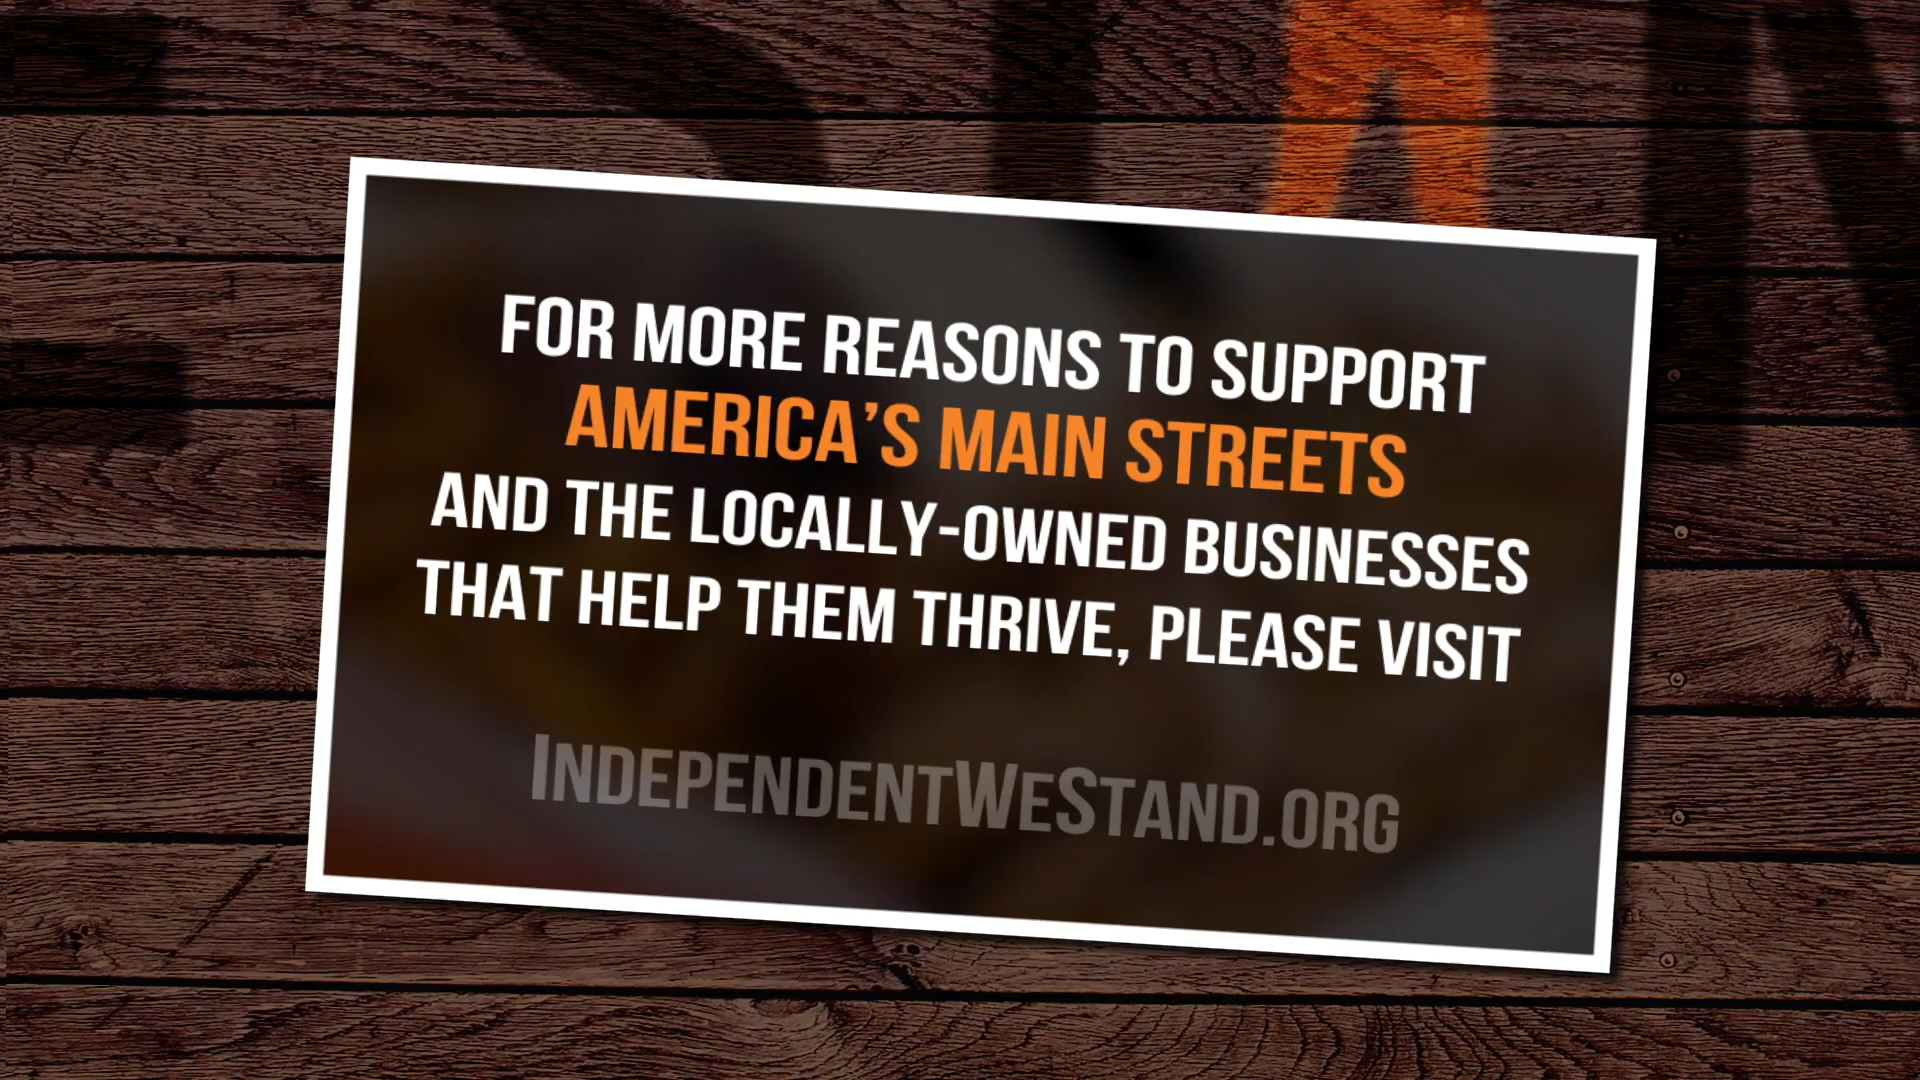 FOR MORE REASONS TO SUPPORT
AMERICA'S MAIN STREETS
AND THE LOCALLY-OWNED BUSINESSES
THAT HELP THEM THRIVE, PLEASE VISIT
INDEPENDENTWESTAND.ORG